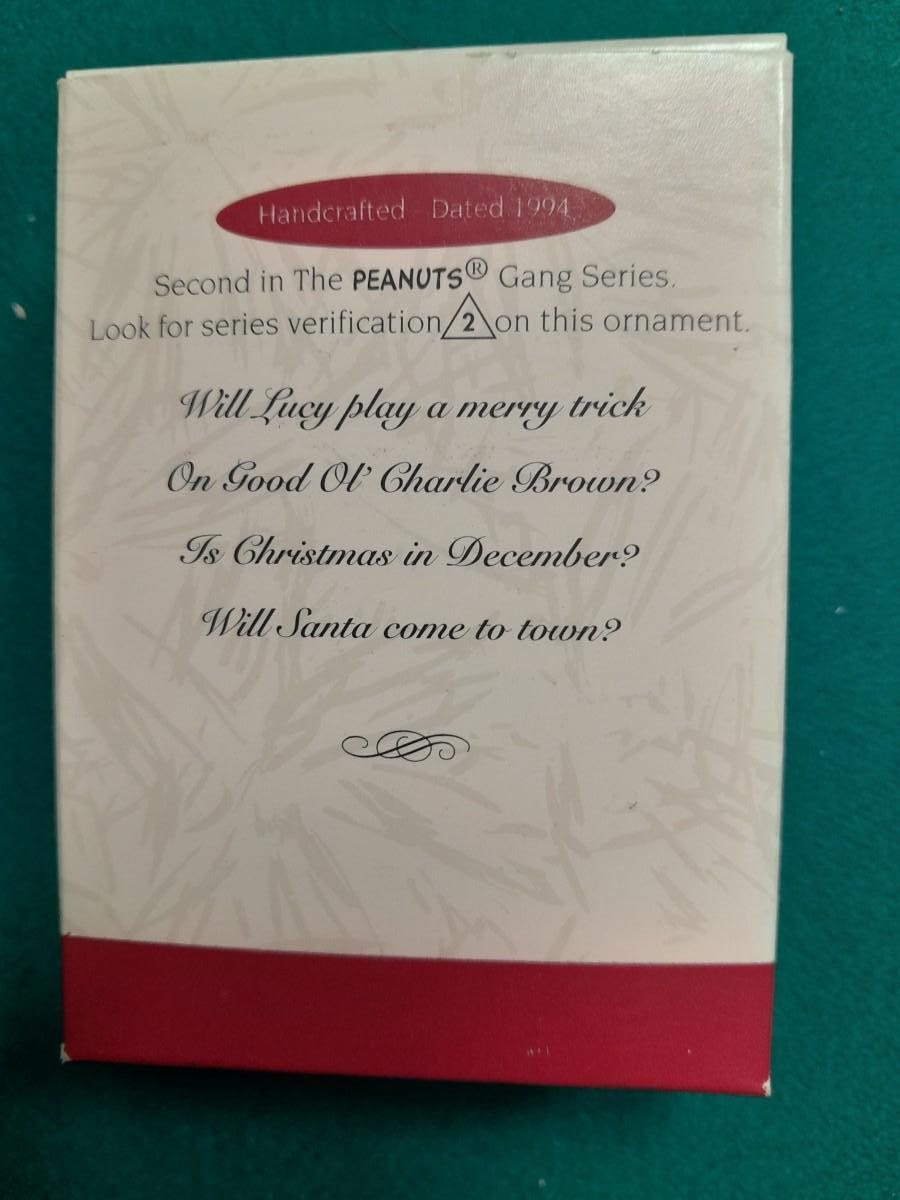 Handcrafted - Dated 1994
Second in The PEANUTS® Gang Series.
Look for series verification 2 on this ornament.
Will Lucy play a merry trick
On Good Ol' Charlie Brown?
Is Christmas in December?
Will Santa come to town?